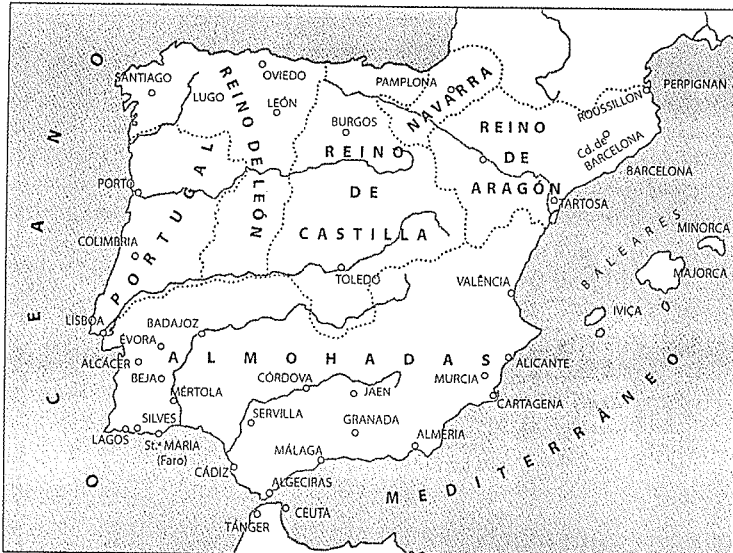 OCEANO
SANTIAGO
LUGO
OVIEDO
LEÓN
REINO DE LEÓN
PAMPLONA
NAVARRA
BURGOS
REINO
DE
CASTILLA
REINO
DE
ARAGÓN
ROUSSILLON
PERPIGNAN
Cd. de
BARCELONA
BARCELONA
TARTOSA
PORTO
PORTUGAL
COLIMBRIA
TOLEDO
VALÊNCIA
BALEARES
MINORCA
MAJORCA
IVIÇA
LISBOA
BADAJOZ
ÉVORA
ALCÁCER
BEJA
MÉRTOLA
ALMOHADAS
CÓRDOVA
JAEN
MURCIA
ALICANTE
CARTAGENA
SERVILLA
GRANADA
LAGOS
SILVES
St.ª MARIA
(Faro)
CÁDIZ
MÁLAGA
ALMERIA
ALGECIRAS
TÁNGER
CEUTA
MEDITERRÂNEO